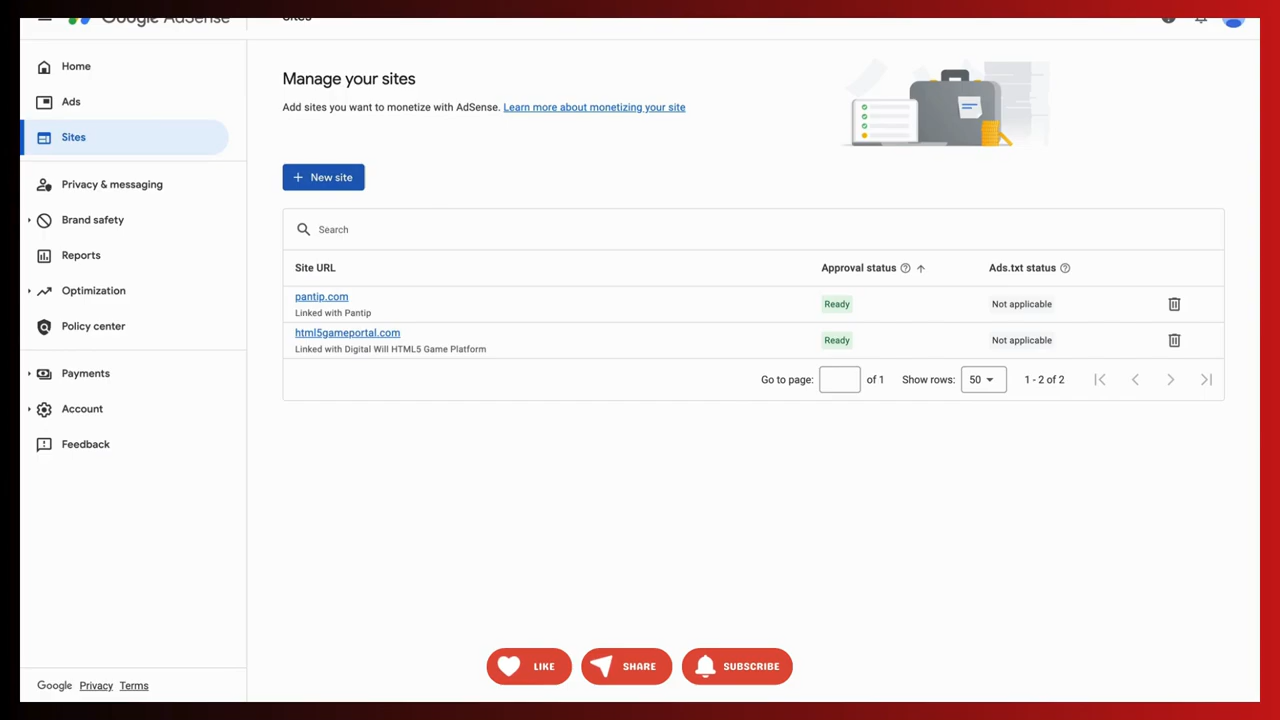 Google AdSense
Sites
Home
Ads
Sites
Privacy & messaging
Brand safety
Reports
Optimization
Policy center
Payments
Account
Feedback
Google Privacy Terms
Manage your sites
Add sites you want to monetize with AdSense. Learn more about monetizing your site
+ New site
Search
Site URL Approval status Ads.txt status
pantip.com Ready Not applicable
Linked with Pantip
html5gameportal.com Ready Not applicable
Linked with Digital Will HTML5 Game Platform
Go to page: of 1 Show rows: 50 1 - 2 of 2
LIKE SHARE SUBSCRIBE